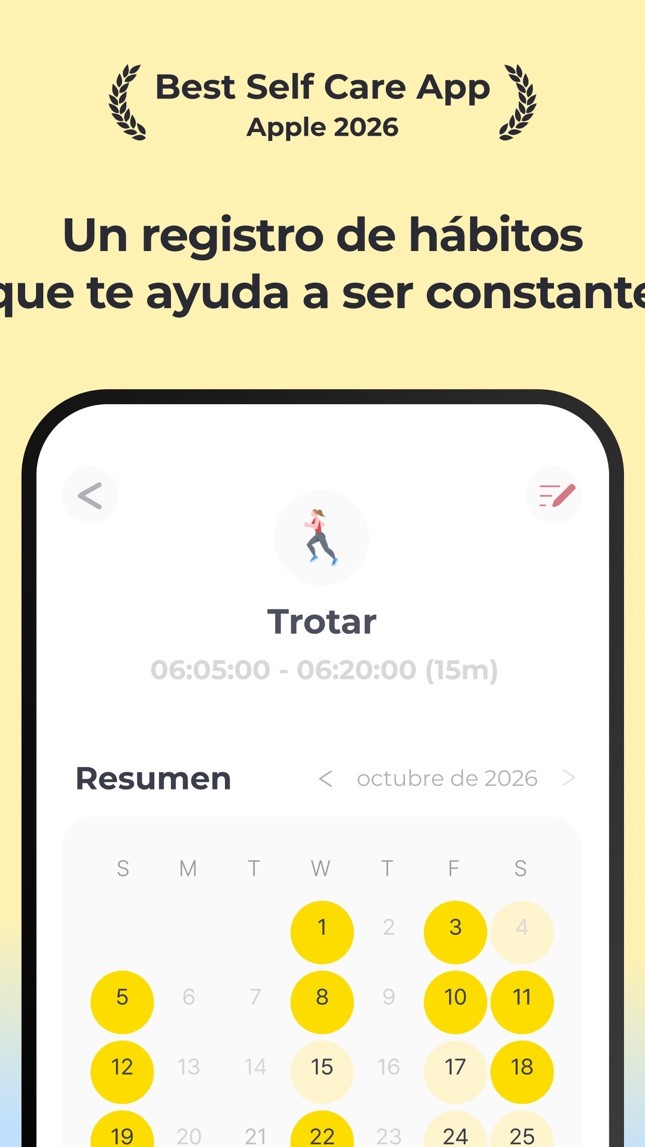 Best Self Care App
Apple 2026
Un registro de hábitos
que te ayuda a ser constante
<
Trotar
06:05:00 - 06:20:00 (15m)
Resumen < octubre de 2026 >
S M T W T F S
1 2 3 4
5 6 7 8 9 10 11
12 13 14 15 16 17 18
19 20 21 22 23 24 25